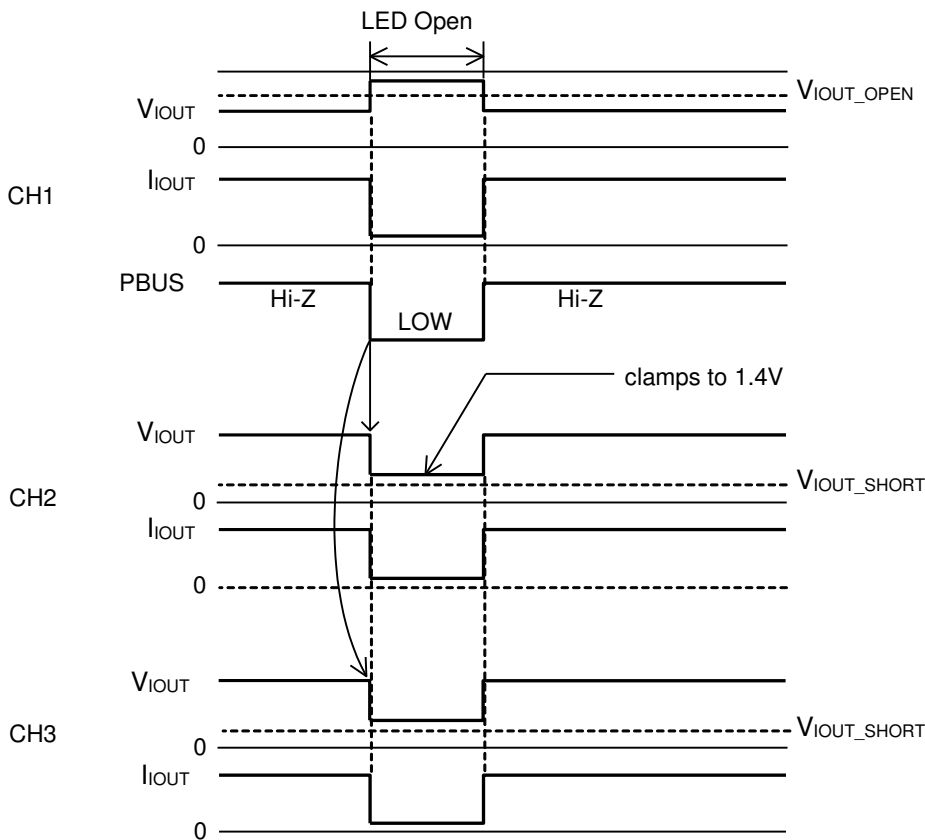 LED Open
VIOUT_OPEN
VIOUT
0
CH1
IIOUT
0
PBUS
Hi-Z
Hi-Z
LOW
clamps to 1.4V
VIOUT
VIOUT_SHORT
CH2
0
IIOUT
0
VIOUT
VIOUT_SHORT
CH3
0
IIOUT
0